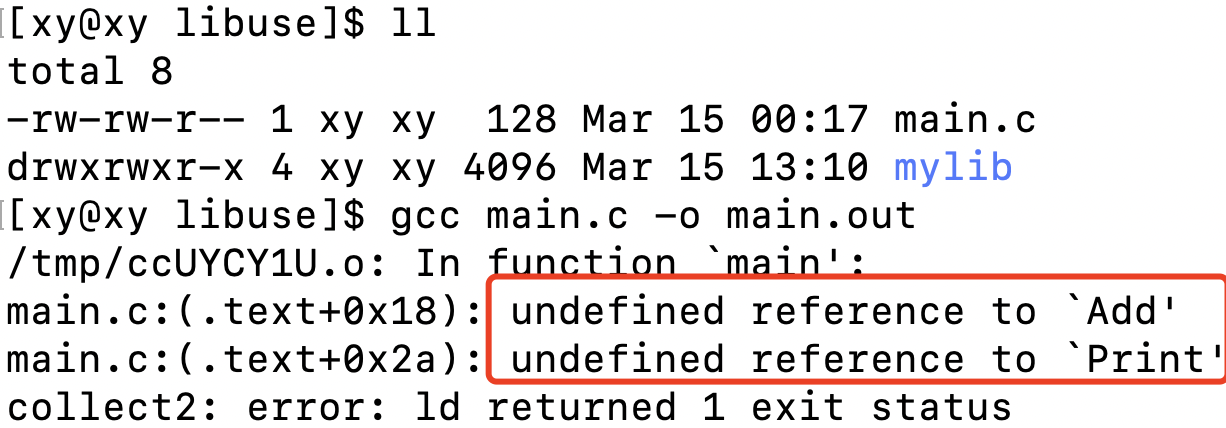 [xy@xy libuse]$ ll
total 8
-rw-rw-r-- 1 xy xy  128 Mar 15 00:17 main.c
drwxrwxr-x 4 xy xy 4096 Mar 15 13:10 mylib
[xy@xy libuse]$ gcc main.c -o main.out
/tmp/ccUYCY1U.o: In function `main':
main.c:(.text+0x18): undefined reference to `Add'
main.c:(.text+0x2a): undefined reference to `Print'
collect2: error: ld returned 1 exit status